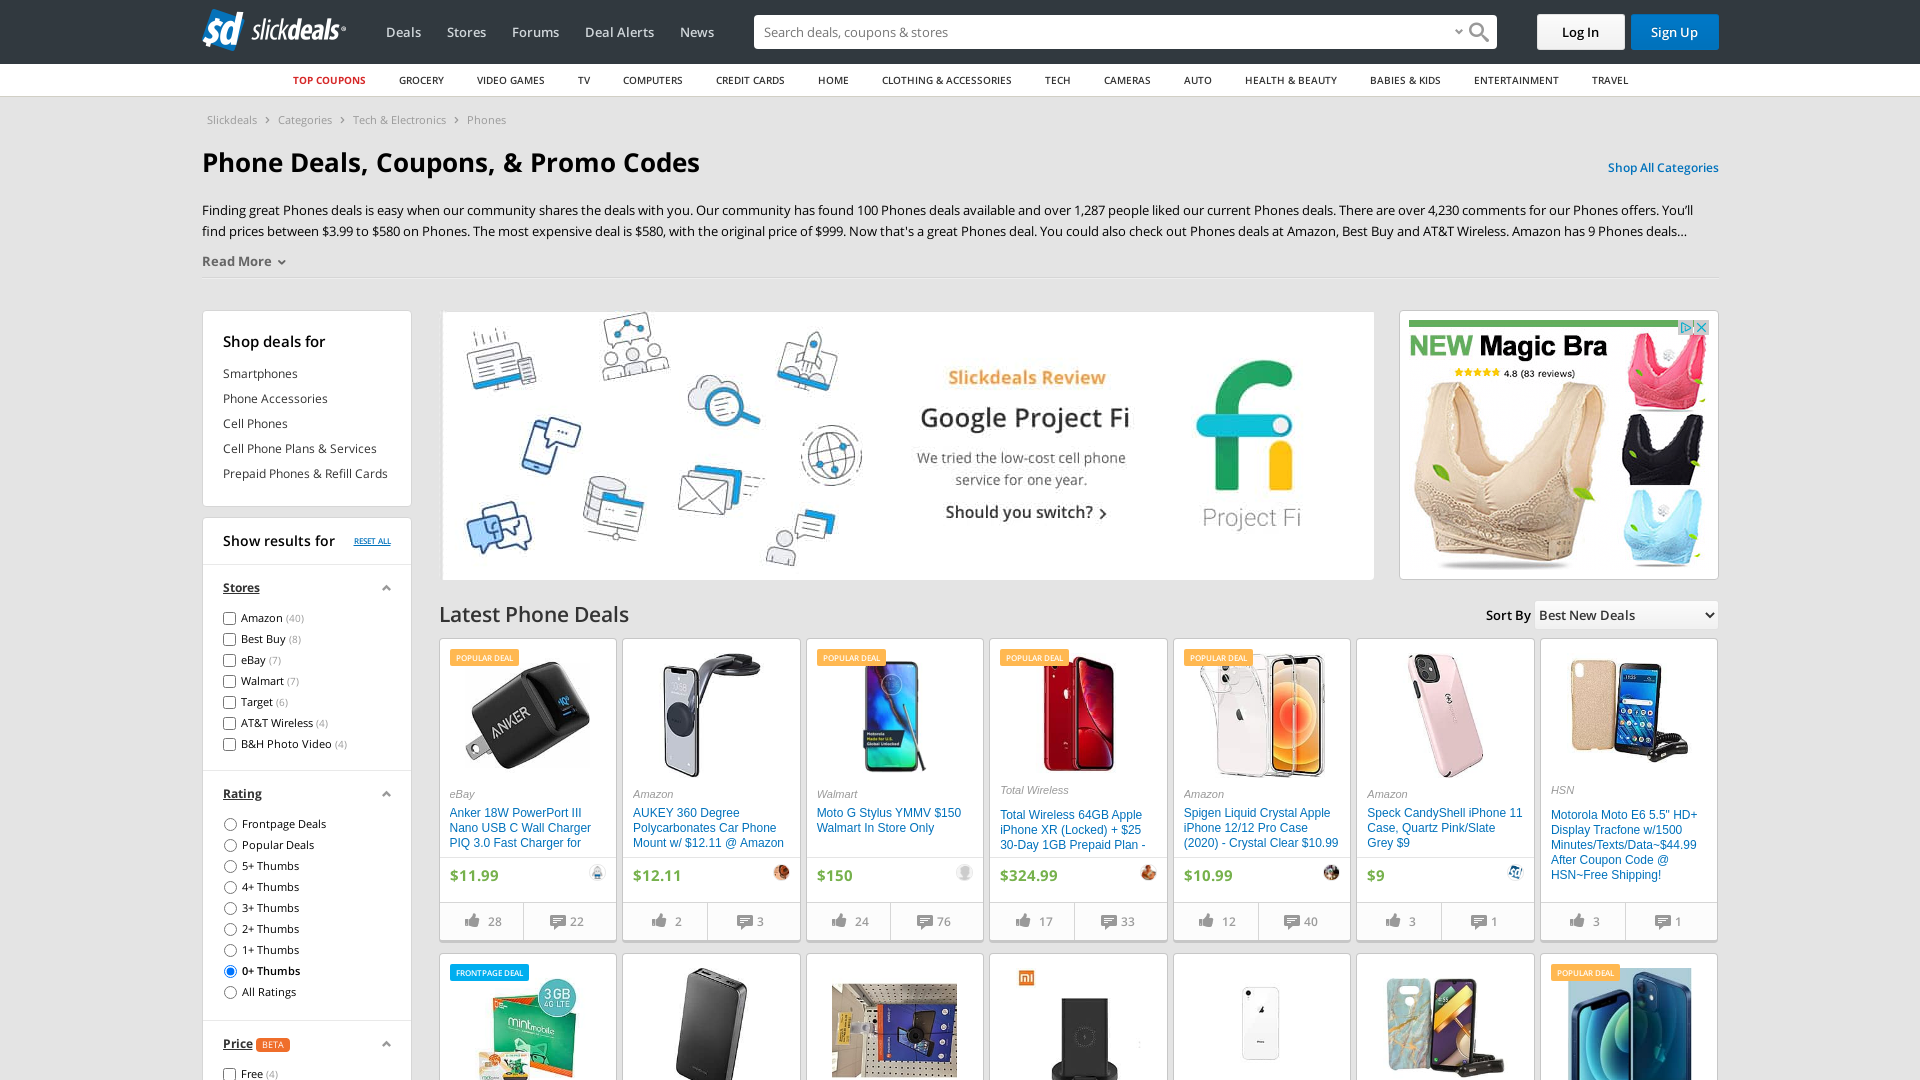 slickdeals
Deals
Stores
Forums
Deal Alerts
News
Search deals, coupons & stores
Log In
Sign Up
TOP COUPONS
GROCERY
VIDEO GAMES
TV
COMPUTERS
CREDIT CARDS
HOME
CLOTHING & ACCESSORIES
TECH
CAMERAS
AUTO
HEALTH & BEAUTY
BABIES & KIDS
ENTERTAINMENT
TRAVEL
Slickdeals > Categories > Tech & Electronics > Phones
Phone Deals, Coupons, & Promo Codes
Shop All Categories
Finding great Phones deals is easy when our community shares the deals with you. Our community has found 100 Phones deals available and over 1,287 people liked our current Phones deals. There are over 4,230 comments for our Phones offers. You’ll
find prices between $3.99 to $580 on Phones. The most expensive deal is $580, with the original price of $999. Now that's a great Phones deal. You could also check out Phones deals at Amazon, Best Buy and AT&T Wireless. Amazon has 9 Phones deals...
Read More
Shop deals for
Smartphones
Phone Accessories
Cell Phones
Cell Phone Plans & Services
Prepaid Phones & Refill Cards
Show results for
RESET ALL
Stores
Amazon (40)
Best Buy (8)
eBay (7)
Walmart (7)
Target (6)
AT&T Wireless (4)
B&H Photo Video (4)
Rating
Frontpage Deals
Popular Deals
5+ Thumbs
4+ Thumbs
3+ Thumbs
2+ Thumbs
1+ Thumbs
0+ Thumbs
All Ratings
Price BETA
Free (4)
Slickdeals Review
Google Project Fi
We tried the low-cost cell phone
service for one year.
Should you switch? >
Project Fi
NEW Magic Bra
4.8 (83 reviews)
Latest Phone Deals
Sort By
Best New Deals
POPULAR DEAL
ANKER
eBay
Anker 18W PowerPort III
Nano USB C Wall Charger
PIQ 3.0 Fast Charger for
$11.99
28
22
Amazon
AUKEY 360 Degree
Polycarbonates Car Phone
Mount w/ $12.11 @ Amazon
$12.11
2
3
POPULAR DEAL
Walmart
Moto G Stylus YMMV $150
Walmart In Store Only
$150
24
76
POPULAR DEAL
Total Wireless
Total Wireless 64GB Apple
iPhone XR (Locked) + $25
30-Day 1GB Prepaid Plan -
$324.99
17
33
POPULAR DEAL
Amazon
Spigen Liquid Crystal Apple
iPhone 12/12 Pro Case
(2020) - Crystal Clear $10.99
$10.99
12
40
Amazon
Speck CandyShell iPhone 11
Case, Quartz Pink/Slate
Grey $9
$9
3
1
HSN
Motorola Moto E6 5.5" HD+
Display Tracfone w/1500
Minutes/Texts/Data~$44.99
After Coupon Code @
HSN~Free Shipping!
3
1
FRONTPAGE DEAL
3GB
4G LTE
mintmobile
POPULAR DEAL